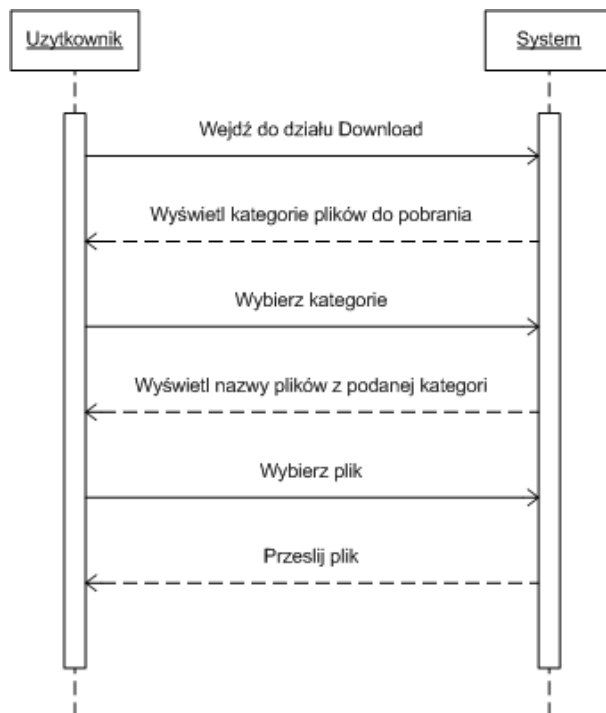 Uzytkownik
System
Wejdź do działu Download
Wyświetl kategorie plików do pobrania
Wybierz kategorie
Wyświetl nazwy plików z podanej kategori
Wybierz plik
Przeslij plik